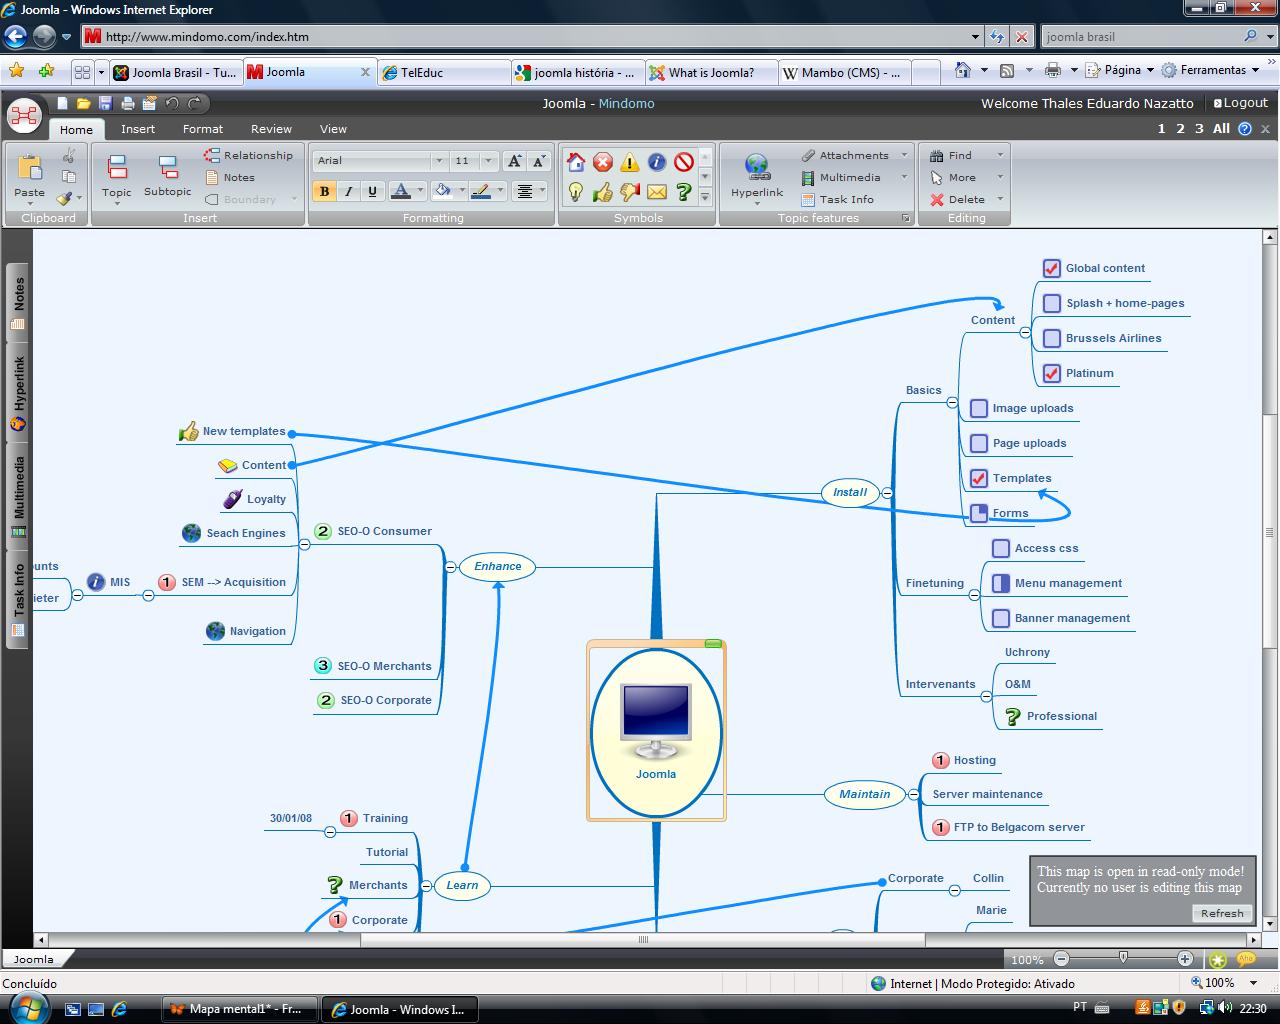 Joomla - Windows Internet Explorer
http://www.mindomo.com/index.htm
joomla brasil
Joomla Brasil - Tu...
Joomla
TelEduc
joomla história - ...
What is Joomla?
Mambo (CMS) - ...
Página
Ferramentas
Joomla - Mindomo
Welcome Thales Eduardo Nazatto
Logout
Home
Insert
Format
Review
View
1 2 3 All
Paste
Clipboard
Topic
Subtopic
Relationship
Notes
Boundary
Insert
Arial
11
B I U
Formatting
Symbols
Hyperlink
Attachments
Multimedia
Task Info
Topic features
Find
More
Delete
Editing
Notes
Hyperlink
Multimedia
Task Info
Global content
Splash + home-pages
Content
Brussels Airlines
Platinum
Basics
Image uploads
Page uploads
Templates
Forms
Install
Access css
Finetuning
Menu management
Banner management
Uchrony
Intervenants
O&M
Professional
New templates
Content
Loyalty
Seach Engines
2 SEO-O Consumer
Enhance
ounts
ieter
MIS
1 SEM --> Acquisition
Navigation
3 SEO-O Merchants
2 SEO-O Corporate
Joomla
1 Hosting
Maintain
Server maintenance
1 FTP to Belgacom server
30/01/08
1 Training
Tutorial
Merchants
Learn
1 Corporate
Corporate
Collin
Marie
This map is open in read-only mode!
Currently no user is editing this map
Refresh
Joomla
100%
Concluído
Internet | Modo Protegido: Ativado
100%
Mapa mental1* - Fr...
Joomla - Windows I...
PT
22:30